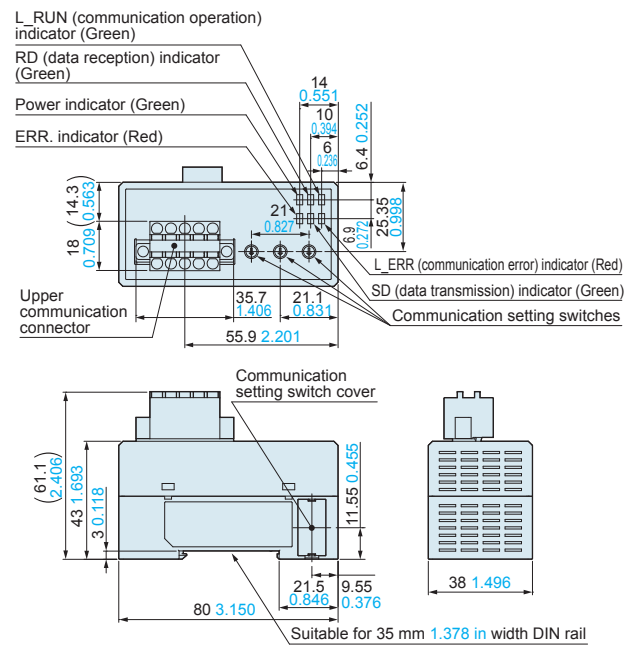 L_RUN (communication operation)
indicator (Green)
RD (data reception) indicator
(Green)
Power indicator (Green)
ERR. indicator (Red)
14
0.551
10
0.394
6
0.236
6.4 0.252
(14.3)
0.563
18
0.709
21
0.827
6.9
0.272
25.35
0.998
L_ERR (communication error) indicator (Red)
SD (data transmission) indicator (Green)
Communication setting switches
Upper
communication
connector
35.7
1.406
21.1
0.831
55.9 2.201
Communication
setting switch cover
(61.1)
2.406
43 1.693
3 0.118
11.55 0.455
21.5
0.846
9.55
0.376
80 3.150
38 1.496
Suitable for 35 mm 1.378 in width DIN rail